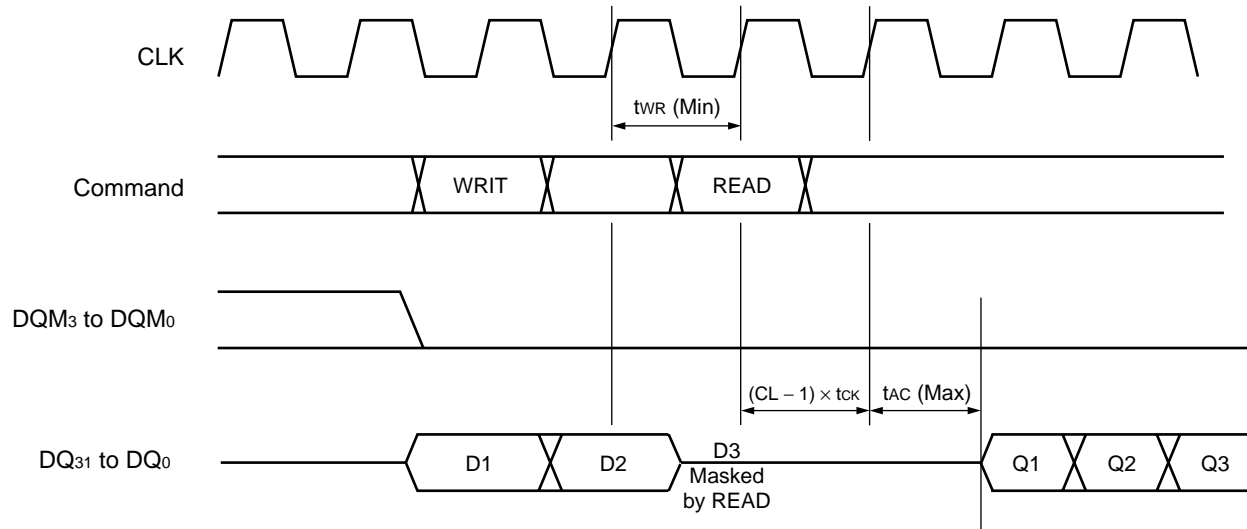 CLK
tWR (Min)
Command
WRIT
READ
DQM3 to DQM0
(CL − 1) × tCK
tAC (Max)
DQ31 to DQ0
D1
D2
D3
Masked
by READ
Q1
Q2
Q3